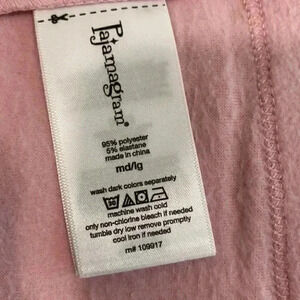 Pajamagram®
95% polyester
5% elastane
made in china
md/lg
wash dark colors separately
machine wash cold
only non-chlorine bleach if needed
tumble dry low remove promptly
cool iron if needed
m# 109917